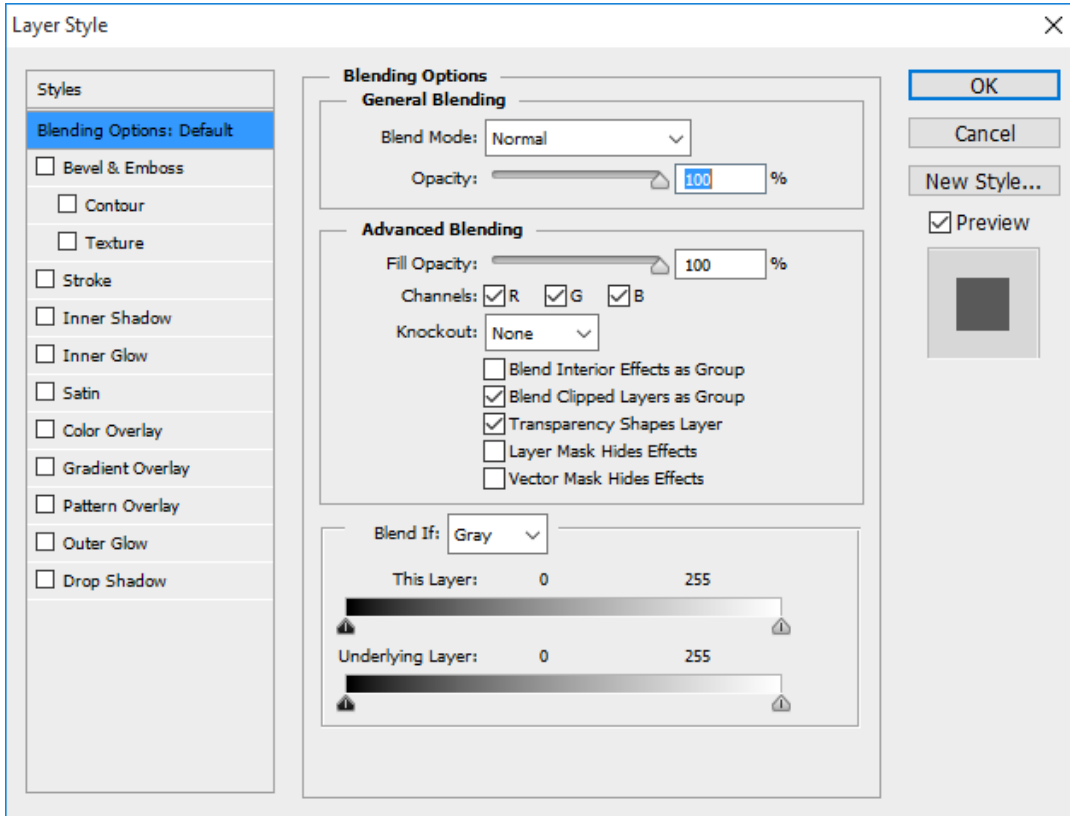 Layer Style
Styles
Blending Options: Default
Bevel & Emboss
Contour
Texture
Stroke
Inner Shadow
Inner Glow
Satin
Color Overlay
Gradient Overlay
Pattern Overlay
Outer Glow
Drop Shadow
Blending Options
General Blending
Blend Mode: Normal
Opacity: 100 %
Advanced Blending
Fill Opacity: 100 %
Channels: R G B
Knockout: None
Blend Interior Effects as Group
Blend Clipped Layers as Group
Transparency Shapes Layer
Layer Mask Hides Effects
Vector Mask Hides Effects
Blend If: Gray
This Layer: 0 255
Underlying Layer: 0 255
OK
Cancel
New Style...
Preview